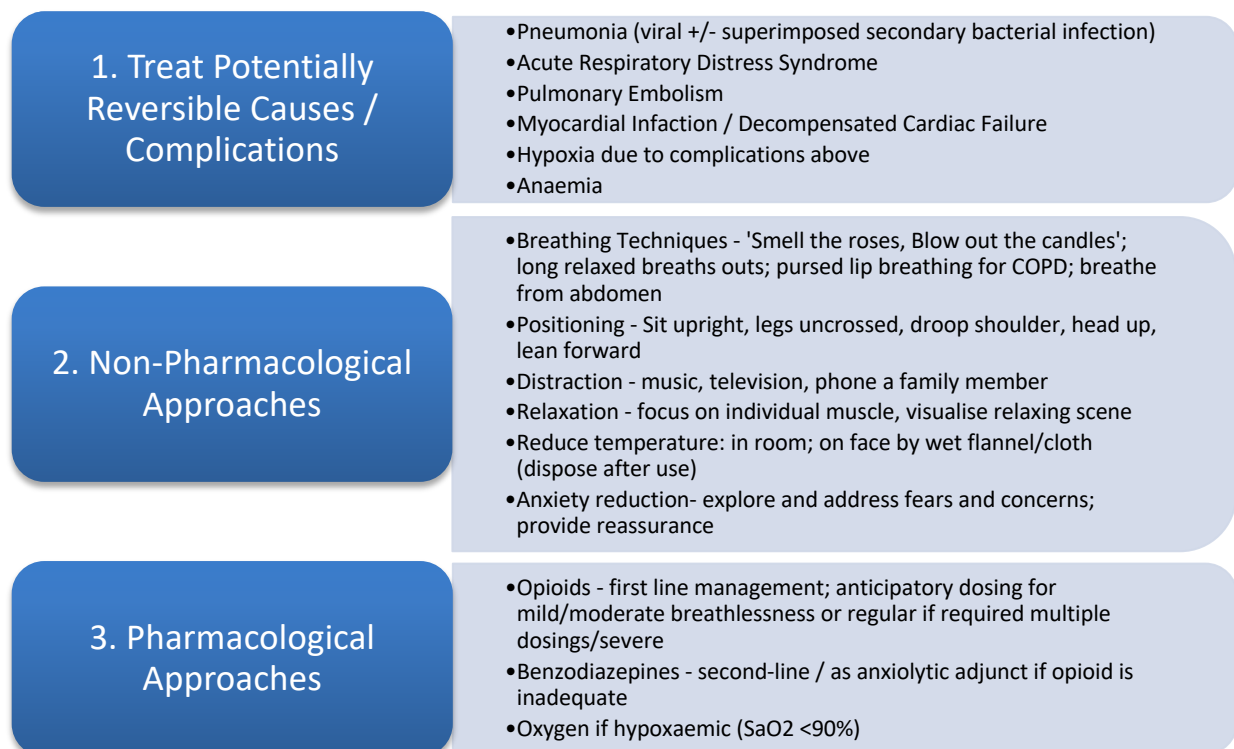 1. Treat Potentially
Reversible Causes /
Complications
•Pneumonia (viral +/- superimposed secondary bacterial infection)
•Acute Respiratory Distress Syndrome
•Pulmonary Embolism
•Myocardial Infaction / Decompensated Cardiac Failure
•Hypoxia due to complications above
•Anaemia
2. Non-Pharmacological
Approaches
•Breathing Techniques - 'Smell the roses, Blow out the candles';
long relaxed breaths outs; pursed lip breathing for COPD; breathe
from abdomen
•Positioning - Sit upright, legs uncrossed, droop shoulder, head up,
lean forward
•Distraction - music, television, phone a family member
•Relaxation - focus on individual muscle, visualise relaxing scene
•Reduce temperature: in room; on face by wet flannel/cloth
(dispose after use)
•Anxiety reduction- explore and address fears and concerns;
provide reassurance
3. Pharmacological
Approaches
•Opioids - first line management; anticipatory dosing for
mild/moderate breathlessness or regular if required multiple
dosings/severe
•Benzodiazepines - second-line / as anxiolytic adjunct if opioid is
inadequate
•Oxygen if hypoxaemic (SaO2 <90%)